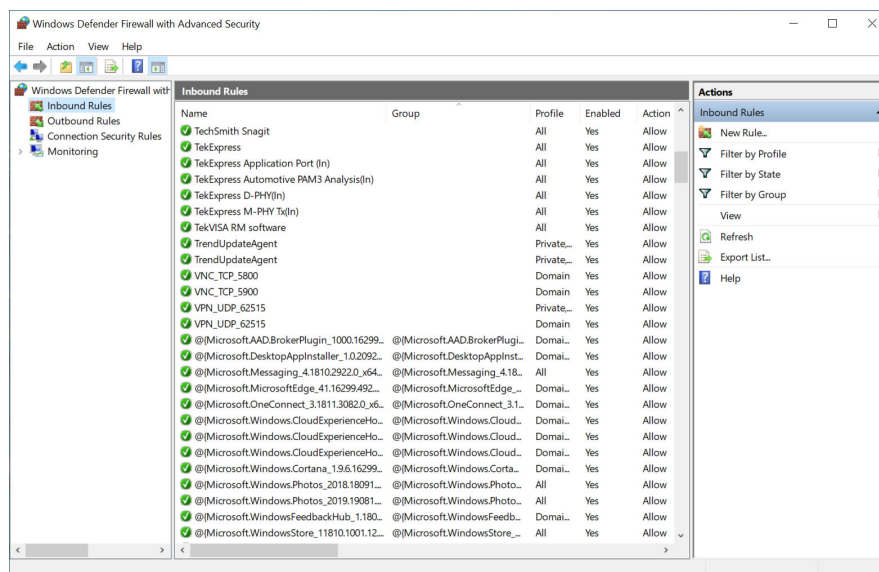 Windows Defender Firewall with Advanced Security
File Action View Help
Windows Defender Firewall with
Inbound Rules
Outbound Rules
Connection Security Rules
Monitoring
Inbound Rules
Name Group Profile Enabled Action
TechSmith Snagit All Yes Allow
TekExpress All Yes Allow
TekExpress Application Port (In) All Yes Allow
TekExpress Automotive PAM3 Analysis(In) All Yes Allow
TekExpress D-PHY(In) All Yes Allow
TekExpress M-PHY Tx(In) All Yes Allow
TekVISA RM software All Yes Allow
TrendUpdateAgent Private,... Yes Allow
TrendUpdateAgent Private,... Yes Allow
VNC_TCP_5800 Domain Yes Allow
VNC_TCP_5900 Domain Yes Allow
VPN_UDP_62515 Private,... Yes Allow
VPN_UDP_62515 Domain Yes Allow
@{Microsoft.AAD.BrokerPlugin_1000.16299... @{Microsoft.AAD.BrokerPlugi... Domai... Yes Allow
@{Microsoft.DesktopAppInstaller_1.0.2092... @{Microsoft.DesktopAppInst... Domai... Yes Allow
@{Microsoft.Messaging_4.1810.2922.0_x64... @{Microsoft.Messaging_4.18... All Yes Allow
@{Microsoft.MicrosoftEdge_41.16299.492... @{Microsoft.MicrosoftEdge_... Domai... Yes Allow
@{Microsoft.OneConnect_3.1811.3082.0_x6... @{Microsoft.OneConnect_3.1... Domai... Yes Allow
@{Microsoft.Windows.CloudExperienceHo... @{Microsoft.Windows.Cloud... Domai... Yes Allow
@{Microsoft.Windows.CloudExperienceHo... @{Microsoft.Windows.Cloud... Domai... Yes Allow
@{Microsoft.Windows.CloudExperienceHo... @{Microsoft.Windows.Cloud... Domai... Yes Allow
@{Microsoft.Windows.Cortana_1.9.6.16299... @{Microsoft.Windows.Corta... Domai... Yes Allow
@{Microsoft.Windows.Photos_2018.18091... @{Microsoft.Windows.Photo... All Yes Allow
@{Microsoft.Windows.Photos_2019.19081... @{Microsoft.Windows.Photo... All Yes Allow
@{Microsoft.WindowsFeedbackHub_1.180... @{Microsoft.WindowsFeedb... Domai... Yes Allow
@{Microsoft.WindowsStore_11810.1001.12... @{Microsoft.WindowsStore_... All Yes Allow
Actions
Inbound Rules
New Rule...
Filter by Profile
Filter by State
Filter by Group
View
Refresh
Export List...
Help